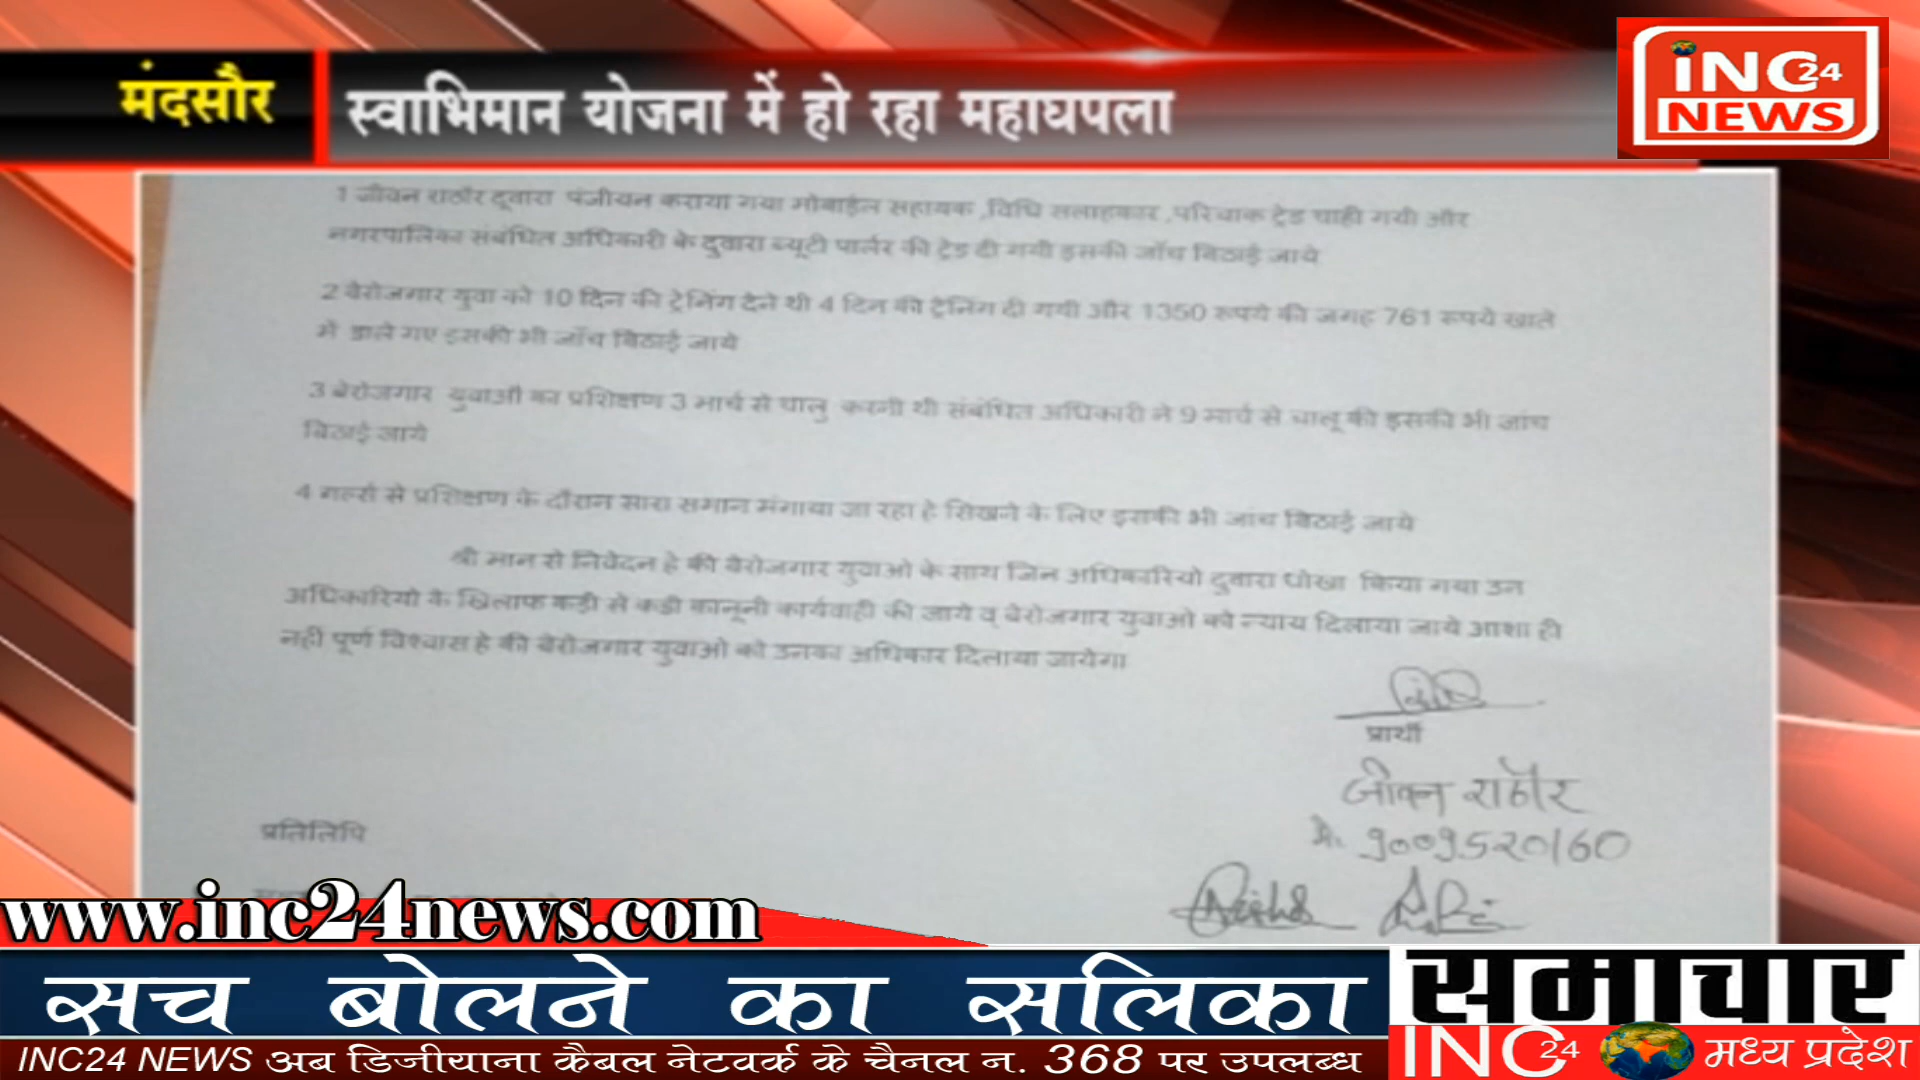 मंदसौर
स्वाभिमान योजना में हो रहा महाघपला
iNC24
NEWS
1 जीवन राठौर दूवारा पंजीयन कराया गया मोबाईल सहायक ,विधि सलाहकार ,परिचाक ट्रेड चाही गयी और
नगरपालिका संबंधित अधिकारी के दुवारा ब्यूटी पार्लर की ट्रेड दी गयी इसकी जाँच बिठाई जाये
2 बैरोजगार युवा को 10 दिन की ट्रेनिंग देने थी 4 दिन की ट्रेनिंग दी गयी और 1350 रूपये की जगह 761 रूपये खाते
में डाले गए इसकी भी जाँच बिठाई जाये
3 बेरोजगार युवाओ का प्रशिक्षण 3 मार्च से चालु करनी थी संबंधित अधिकारी ने 9 मार्च से चालू की इसकी भी जांच
बिठाई जाये
4 गर्ल्स से प्रशिक्षण के दौरान सारा समान मंगाया जा रहा हे सिखने के लिए इसकी भी जांच बिठाई जाये
श्री मान से निवेदन हे की बैरोजगार युवाओ के साथ जिन अधिकारियो दुवारा धोखा किया गया उन
अधिकारियो के खिलाफ कड़ी से कडी कानूनी कार्यवाही की जाये व् बेरोजगार युवाओ को न्याय दिलाया जाये आशा ही
नहीं पूर्ण विश्वास हे की बेरोजगार युवाओ को उनका अधिकार दिलाया जायेगा
प्रार्थी
जीवन राठौर
मो. 9009520160
प्रतितिपि
www.inc24news.com
सच बोलने का सलिका
समाचार
INC24 NEWS अब डिजीयाना कैबल नेटवर्क के चैनल न. 368 पर उपलब्ध
INC24 मध्य प्रदेश